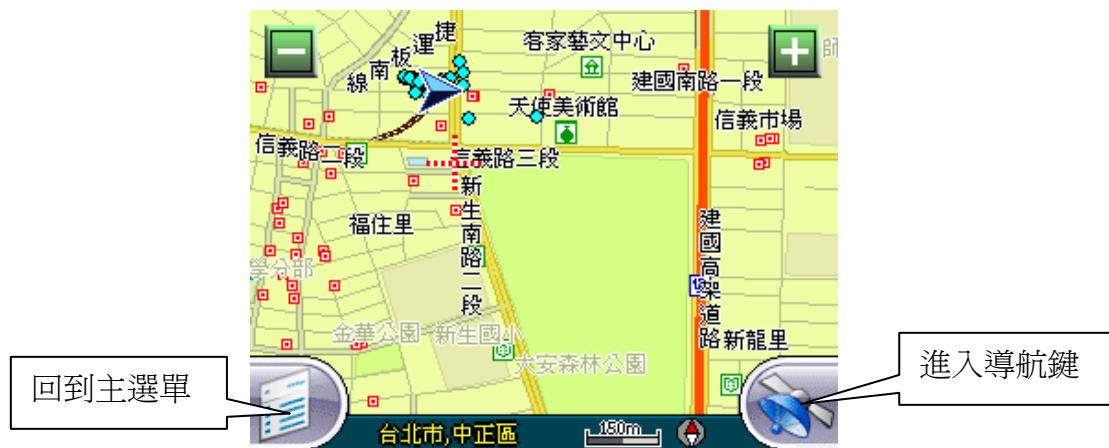 捷運板南線
客家藝文中心
師
建國南路一段
天使美術館
信義市場
信義路二段
信義路三段
新生南路二段
福住里
建國高架道路
學分部
金華公園
新生國小
大安森林公園
新龍里
回到主選單
進入導航鍵
台北市,中正區
150m